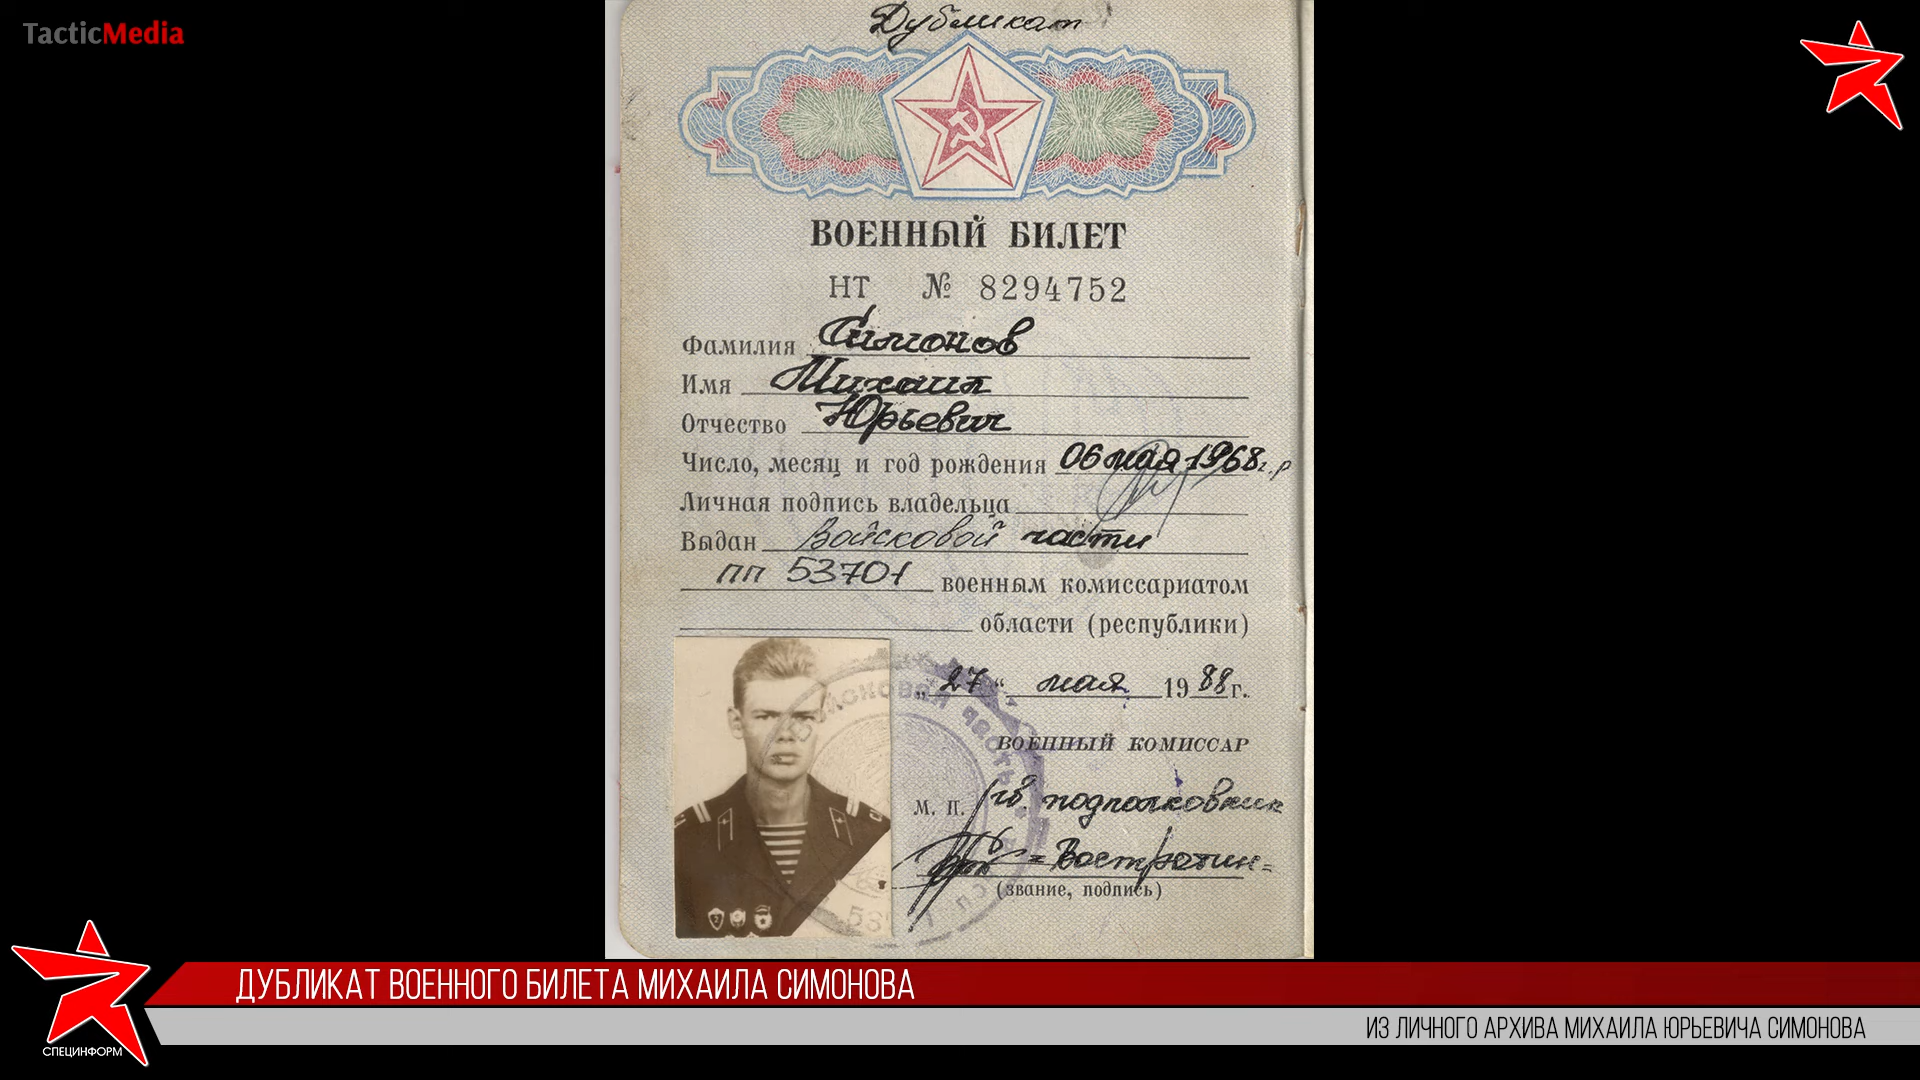 TacticMedia
Дубликат
ВОЕННЫЙ БИЛЕТ
НТ № 8294752
Фамилия Симонов
Имя Михаил
Отчество Юрьевич
Число, месяц и год рождения 06 мая 1968 г.р
Личная подпись владельца
Выдан Войсковой части
пп 53701 военным комиссариатом
области (республики)
„27“ мая 1988 г.
ВОЕННЫЙ КОМИССАР
М. П. гв. подполковник
=Востротин=
(звание, подпись)
ДУБЛИКАТ ВОЕННОГО БИЛЕТА МИХАИЛА СИМОНОВА
ИЗ ЛИЧНОГО АРХИВА МИХАИЛА ЮРЬЕВИЧА СИМОНОВА
СПЕЦИНФОРМ